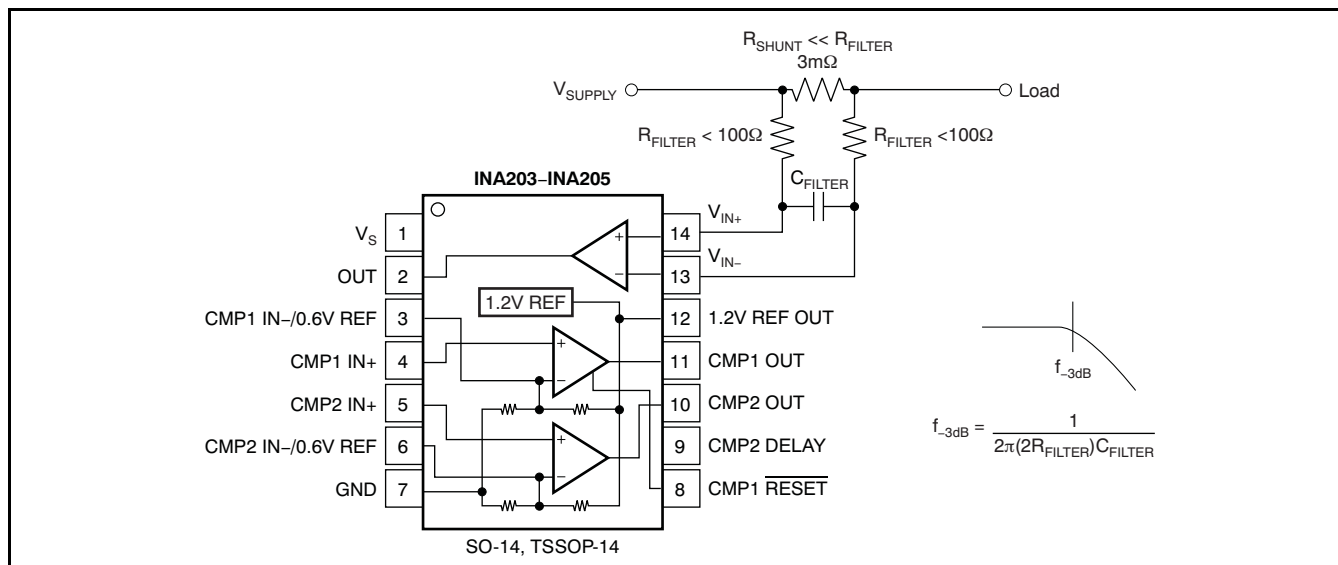 R_SHUNT << R_FILTER
3mΩ
V_SUPPLY
Load
R_FILTER < 100Ω
R_FILTER <100Ω
C_FILTER
INA203–INA205
V_IN+
V_IN–
V_S
1
14
OUT
2
13
1.2V REF
CMP1 IN–/0.6V REF
3
12
1.2V REF OUT
CMP1 IN+
4
11
CMP1 OUT
CMP2 IN+
5
10
CMP2 OUT
CMP2 IN–/0.6V REF
6
9
CMP2 DELAY
GND
7
8
CMP1 RESET
+
–
+
–
+
–
SO-14, TSSOP-14
f_–3dB
f_–3dB = 1 / 2π(2R_FILTER)C_FILTER